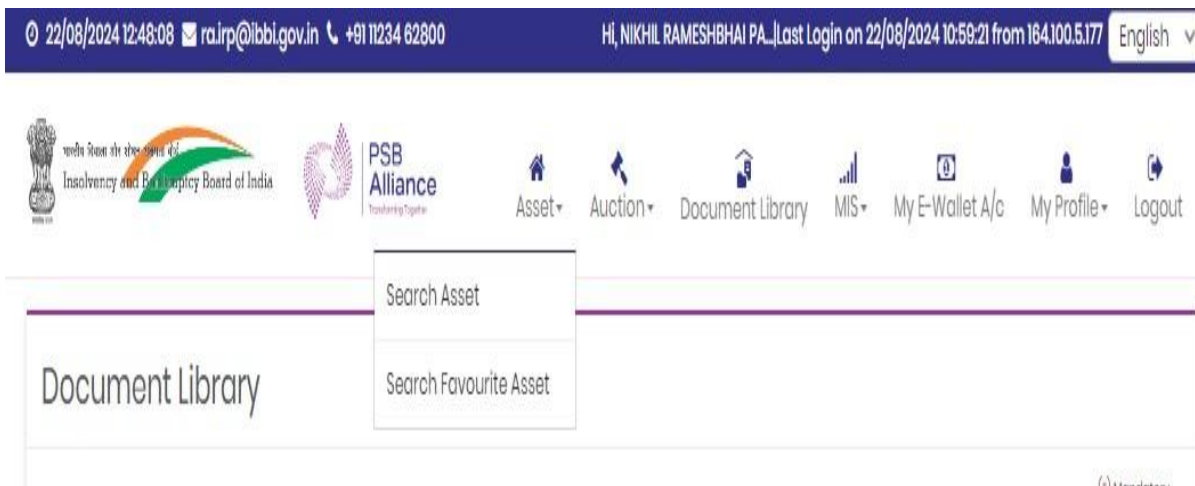 22/08/2024 12:48:08 ra.irp@ibbi.gov.in +91 11234 62800 Hi, NIKHIL RAMESHBHAI PA...|Last Login on 22/08/2024 10:59:21 from 164.100.5.177 English
Insolvency and Bankruptcy Board of India
PSB
Alliance
Transforming Together
Asset Auction Document Library MIS My E-Wallet A/c My Profile Logout
Search Asset
Search Favourite Asset
Document Library
(*) Mandatory